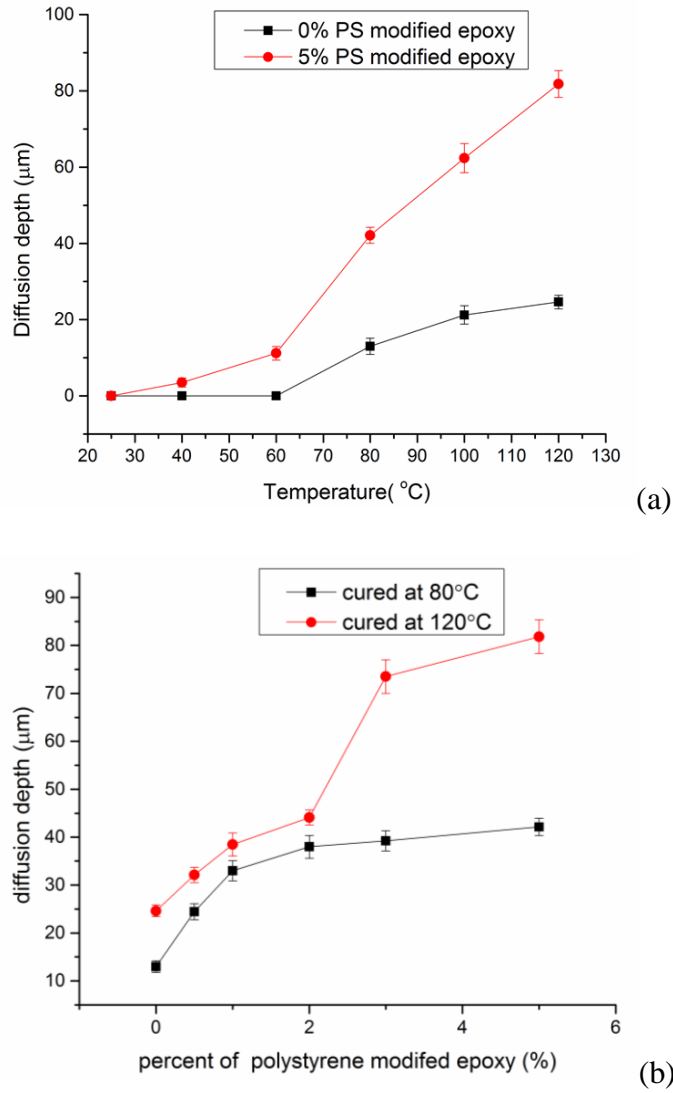 100
0% PS modified epoxy
5% PS modified epoxy
80
60
40
20
0
Diffusion depth (μm)
20 30 40 50 60 70 80 90 100 110 120 130
Temperature( °C)
(a)
cured at 80°C
cured at 120°C
90
80
70
60
50
40
30
20
10
diffusion depth (μm)
0 2 4 6
percent of polystyrene modifed epoxy (%)
(b)